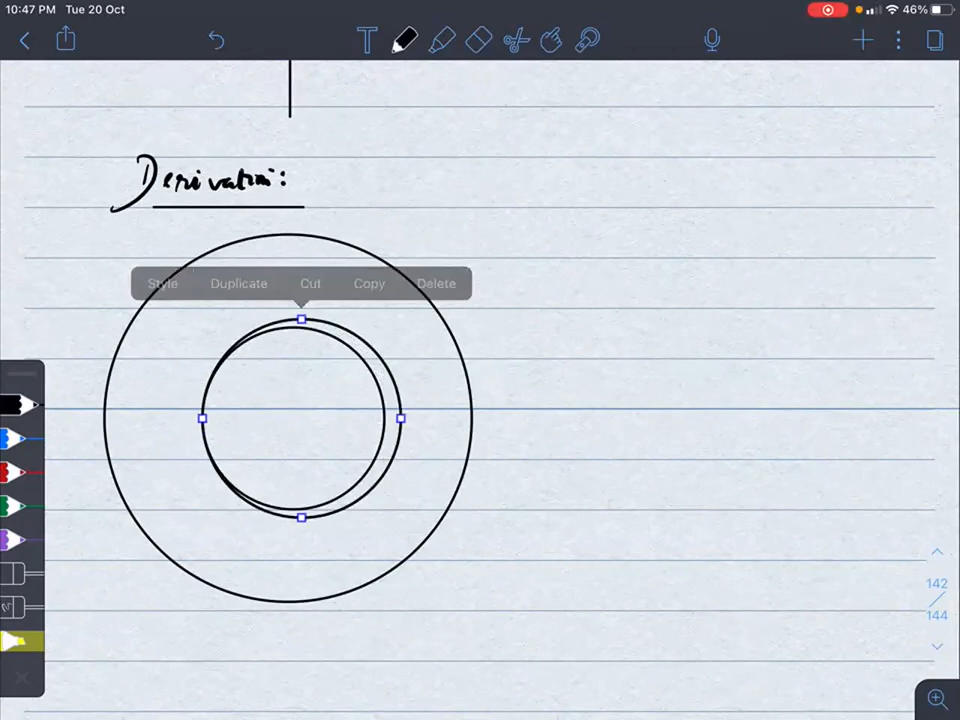 10:47 PM Tue 20 Oct 46%
T
Derivation:
Style Duplicate Cut Copy Delete
142
144